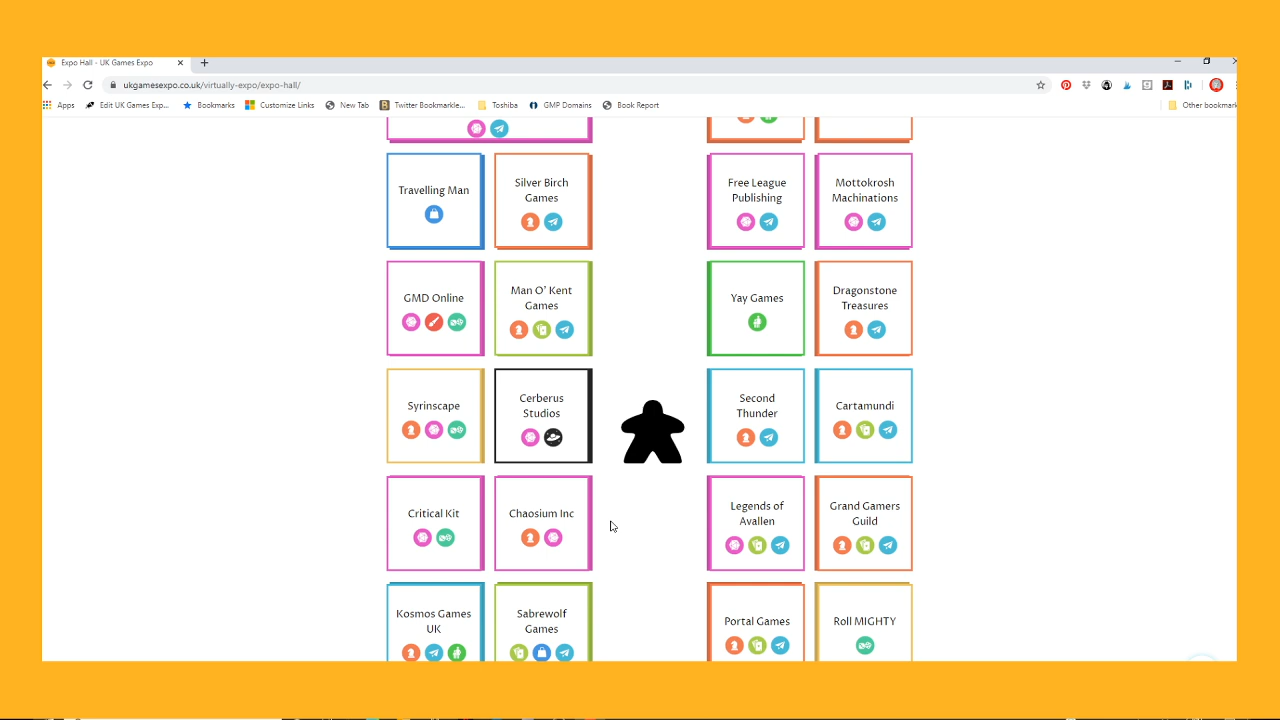 Expo Hall - UK Games Expo
ukgamesexpo.co.uk/virtually-expo/expo-hall/
Apps
Edit UK Games Exp...
Bookmarks
Customize Links
New Tab
Twitter Bookmarkle...
Toshiba
GMP Domains
Book Report
Other bookmark
Travelling Man
Silver Birch
Games
Free League
Publishing
Mottokrosh
Machinations
GMD Online
Man O' Kent
Games
Yay Games
Dragonstone
Treasures
Syrinscape
Cerberus
Studios
Second
Thunder
Cartamundi
Critical Kit
Chaosium Inc
Legends of
Avallen
Grand Gamers
Guild
Kosmos Games
UK
Sabrewolf
Games
Portal Games
Roll MIGHTY